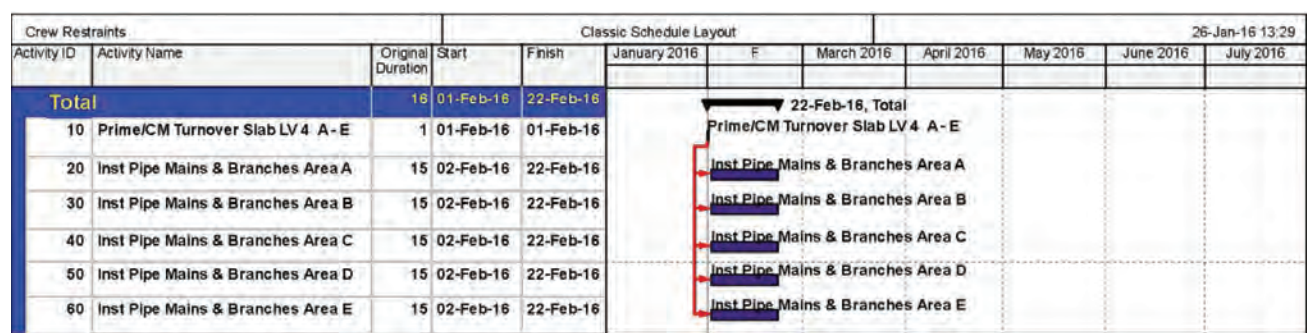 Crew Restraints Classic Schedule Layout 26-Jan-16 13:29
Activity ID Activity Name Original Duration Start Finish January 2016 F March 2016 April 2016 May 2016 June 2016 July 2016
Total 16 01-Feb-16 22-Feb-16 22-Feb-16, Total
10 Prime/CM Turnover Slab LV 4 A - E 1 01-Feb-16 01-Feb-16 Prime/CM Turnover Slab LV 4 A - E
20 Inst Pipe Mains & Branches Area A 15 02-Feb-16 22-Feb-16 Inst Pipe Mains & Branches Area A
30 Inst Pipe Mains & Branches Area B 15 02-Feb-16 22-Feb-16 Inst Pipe Mains & Branches Area B
40 Inst Pipe Mains & Branches Area C 15 02-Feb-16 22-Feb-16 Inst Pipe Mains & Branches Area C
50 Inst Pipe Mains & Branches Area D 15 02-Feb-16 22-Feb-16 Inst Pipe Mains & Branches Area D
60 Inst Pipe Mains & Branches Area E 15 02-Feb-16 22-Feb-16 Inst Pipe Mains & Branches Area E